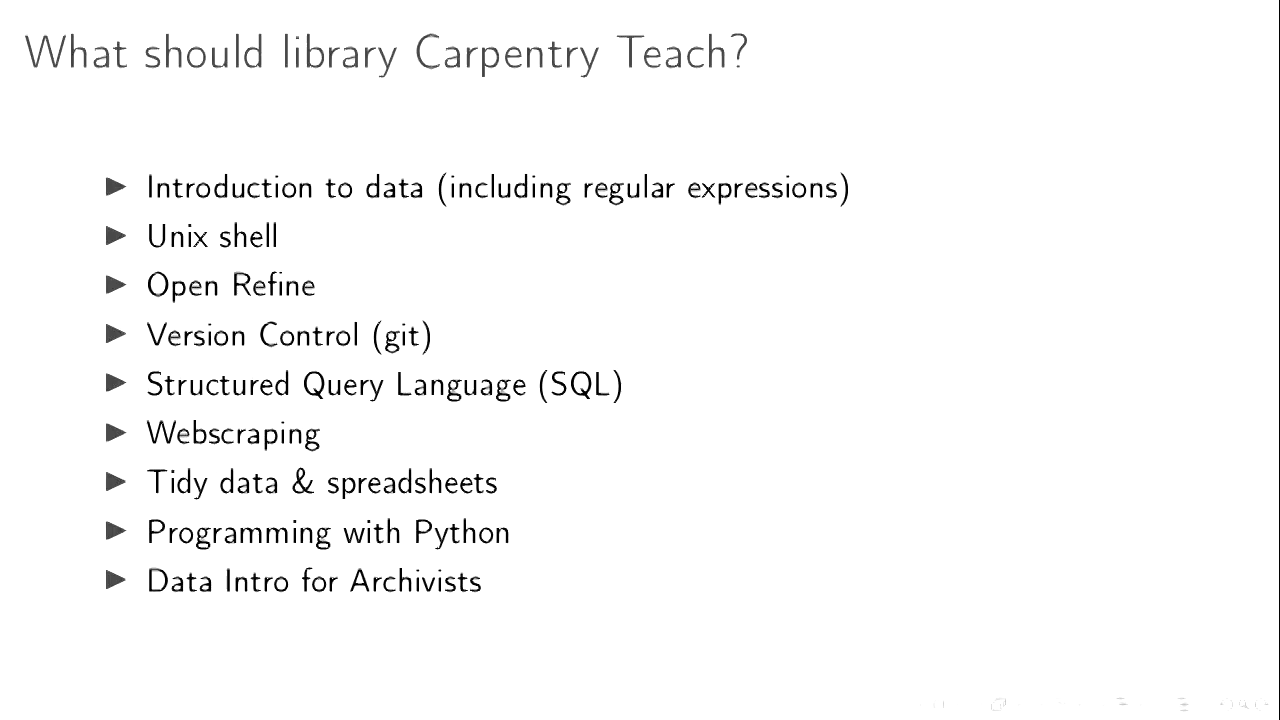 What should library Carpentry Teach?
Introduction to data (including regular expressions)
Unix shell
Open Refine
Version Control (git)
Structured Query Language (SQL)
Webscraping
Tidy data & spreadsheets
Programming with Python
Data Intro for Archivists